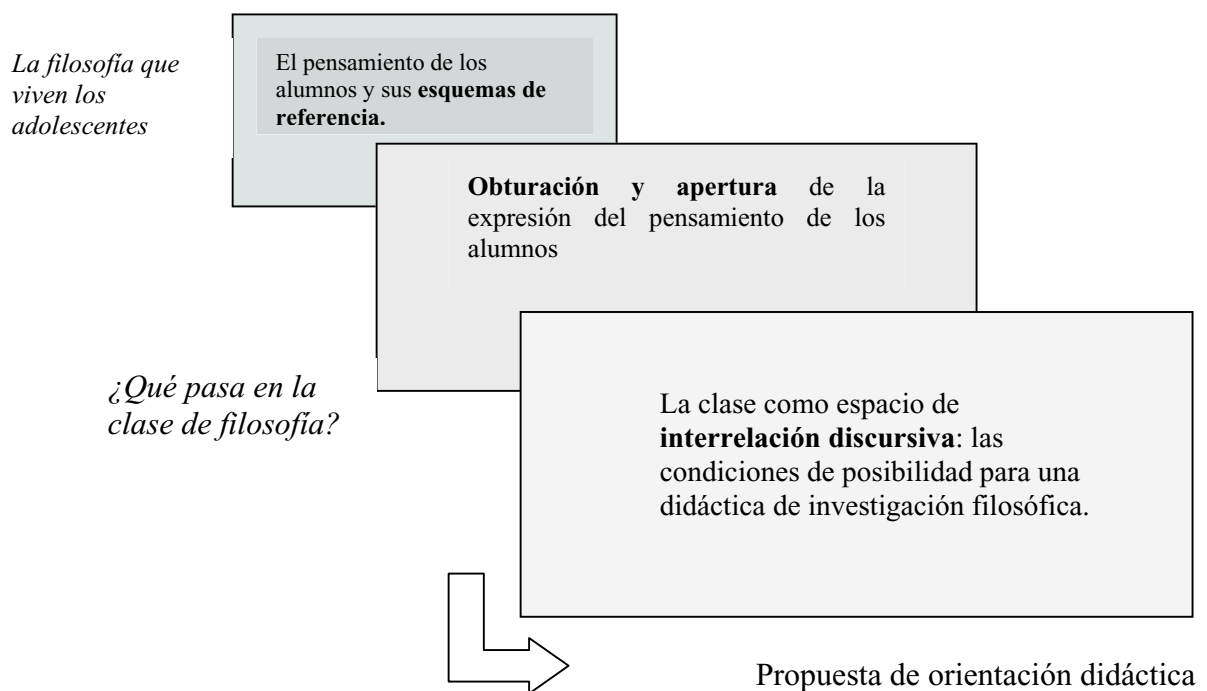 La filosofía que
viven los
adolescentes
El pensamiento de los
alumnos y sus esquemas de
referencia.
Obturación y apertura de la
expresión del pensamiento de los
alumnos
¿Qué pasa en la
clase de filosofía?
La clase como espacio de
interrelación discursiva: las
condiciones de posibilidad para una
didáctica de investigación filosófica.
Propuesta de orientación didáctica